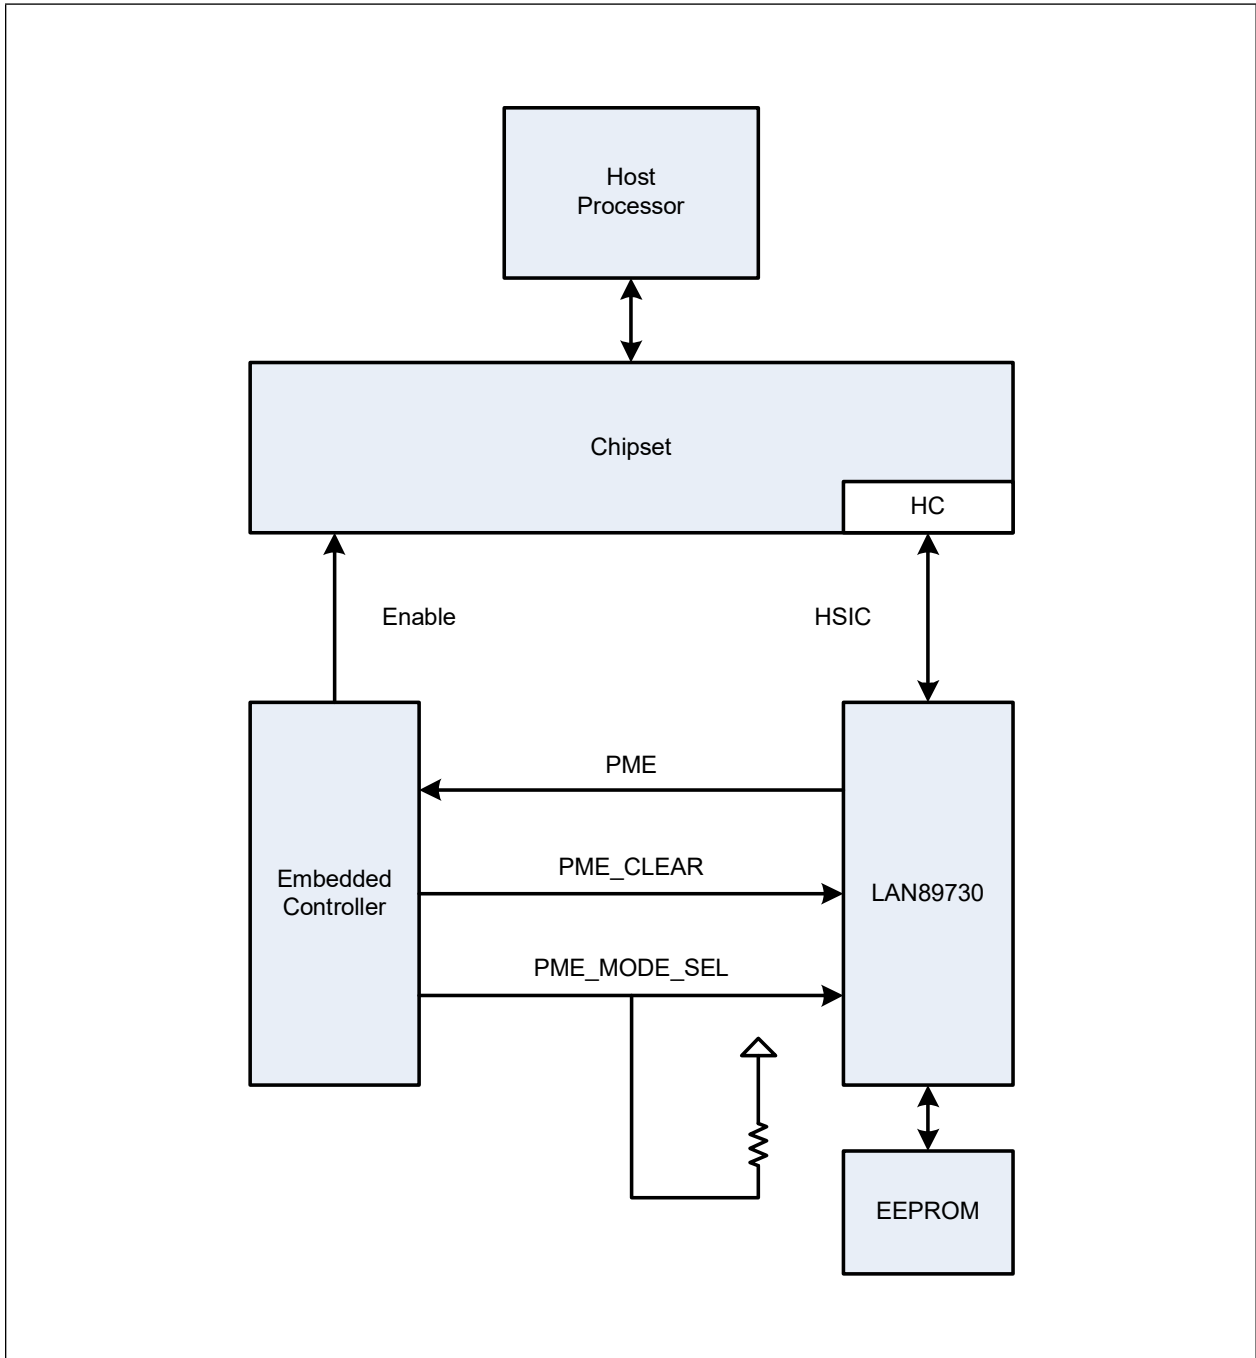 Host
Processor
Chipset
HC
Enable
HSIC
PME
PME_CLEAR
Embedded
Controller
LAN89730
PME_MODE_SEL
EEPROM